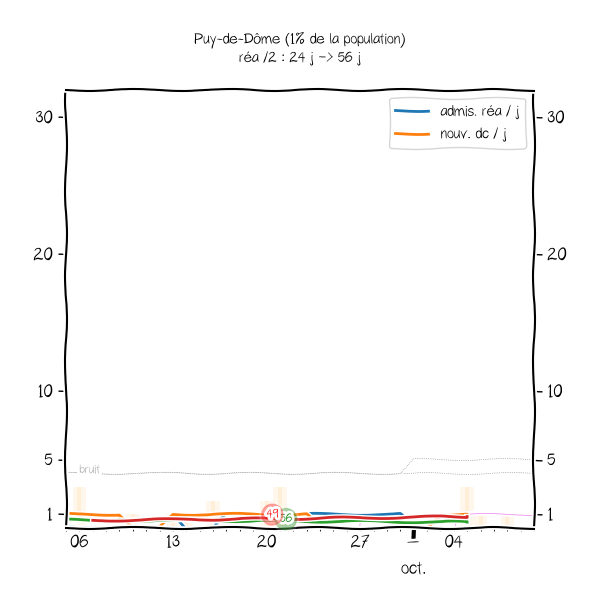 Puy-de-Dôme (1% de la population)
réa /2 : 24 j -> 56 j
admis. réa / j
nouv. dc / j
30
30
20
20
10
10
5
5
bruit
1
1
49
56
06
13
20
27
04
oct.